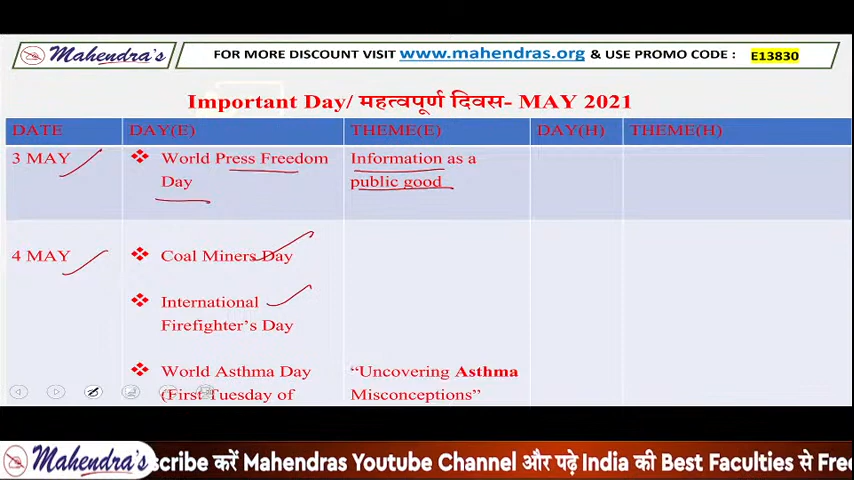 Mahendra's FOR MORE DISCOUNT VISIT www.mahendras.org & USE PROMO CODE : E13830
Important Day/ महत्वपूर्ण दिवस- MAY 2021
DATE DAY(E) THEME(E) DAY(H) THEME(H)
3 MAY ❖ World Press Freedom Information as a
Day public good
4 MAY ❖ Coal Miners Day
❖ International
Firefighter's Day
❖ World Asthma Day "Uncovering Asthma
(First Tuesday of Misconceptions"
Mahendra's scribe करें Mahendras Youtube Channel और पढ़े India की Best Faculties से Free